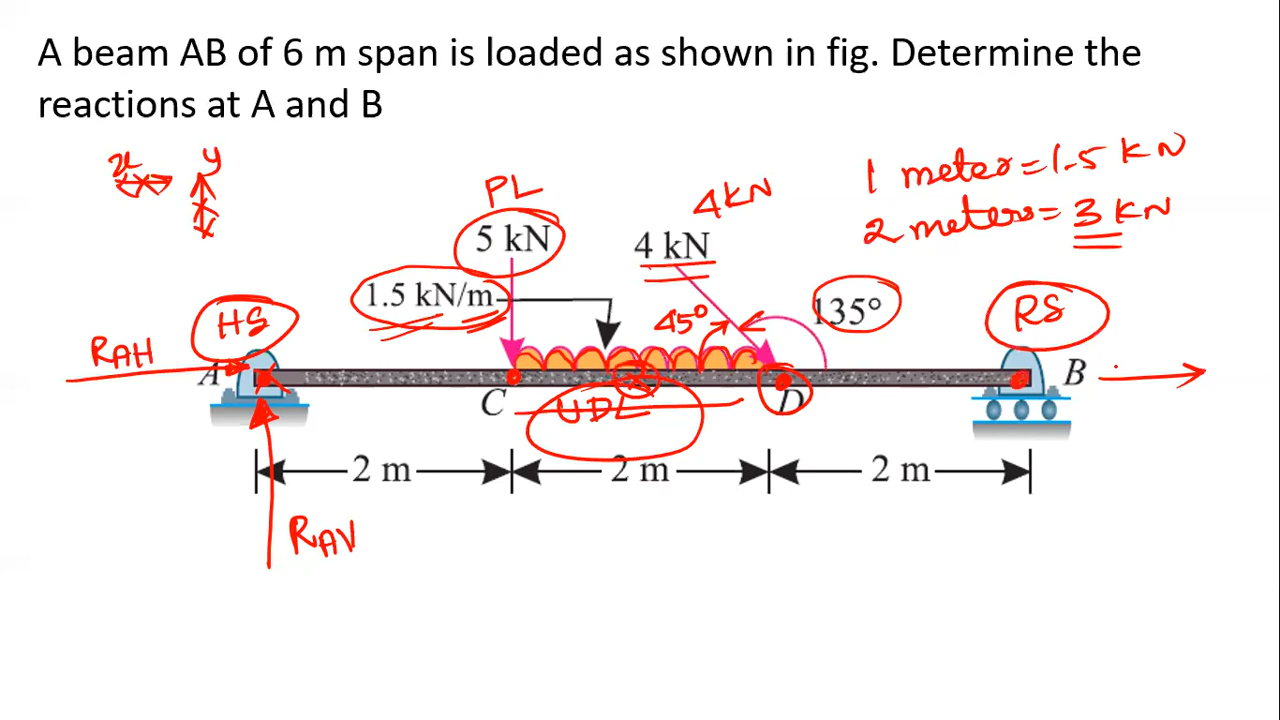 A beam AB of 6 m span is loaded as shown in fig. Determine the
reactions at A and B
x
y
PL
4 KN
1 meter = 1.5 KN
2 meters = 3 KN
5 kN
4 kN
1.5 kN/m
45°
135°
HS
RS
RAH
A
B
C
UDL
D
2 m
2 m
2 m
RAV